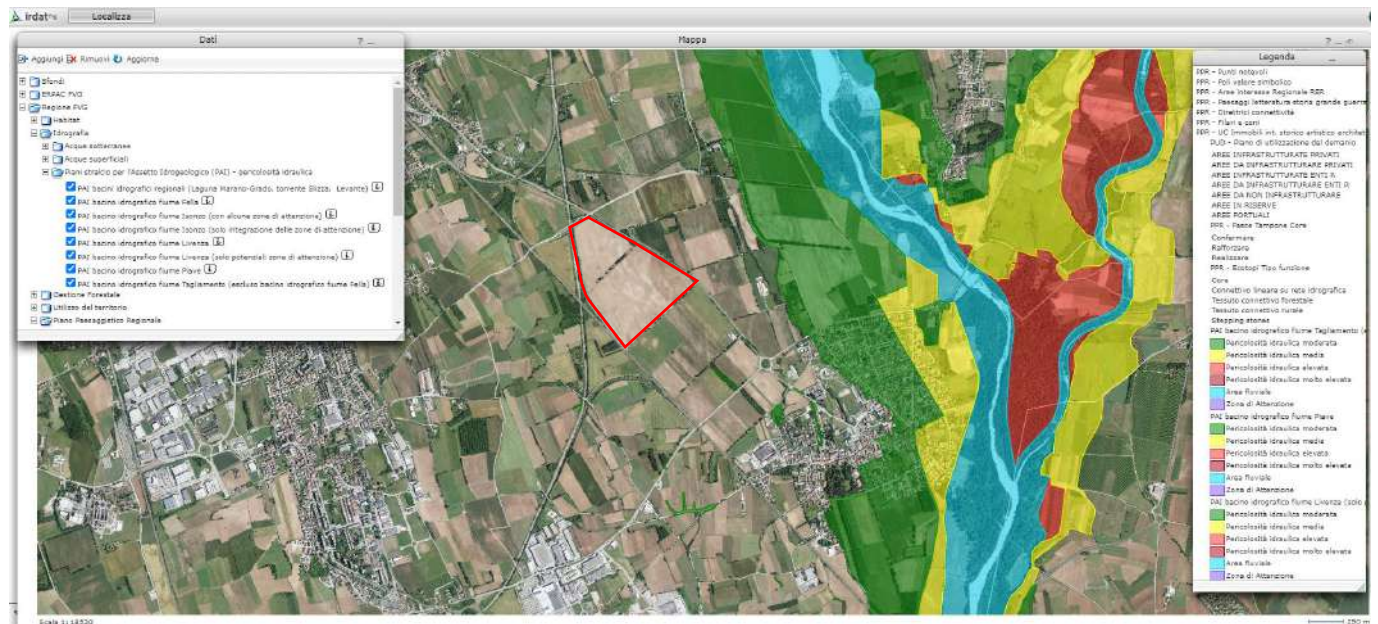 irdat
Localizza
Dati
? _
Aggiungi Rimuovi Aggiorna
Sfondi
ERPAC FVG
Regione FVG
Habitat
Idrografia
Acque sotterranee
Acque superficiali
Piani stralcio per l'Assetto Idrogeologico (PAI) - pericolosità idraulica
PAI bacini idrografici regionali (Laguna Marano-Grado, torrente Slizza, Levante)
PAI bacino idrografico fiume Fella
PAI bacino idrografico fiume Isonzo (con alcune zone di attenzione)
PAI bacino idrografico fiume Isonzo (solo integrazione delle zone di attenzione)
PAI bacino idrografico fiume Livenza
PAI bacino idrografico fiume Livenza (solo potenziali zone di attenzione)
PAI bacino idrografico fiume Piave
PAI bacino idrografico fiume Tagliamento (escluso bacino idrografico fiume Fella)
Gestione Forestale
Utilizzo del territorio
Piano Paesaggistico Regionale
Mappa
? _
Legenda
PPR - Punti notevoli
PPR - Poli valore simbolico
PPR - Aree Interesse Regionale RER
PPR - Paesaggi letteratura storia grande guerra
PPR - Direttrici connettività
PPR - Filari e coni
PPR - UC Immobili int. storico artistico architet
PUD - Piano di utilizzazione del demanio
AREE INFRASTRUTTURATE PRIVATI
AREE DA INFRASTRUTTURARE PRIVATI
AREE INFRASTRUTTURATE ENTI R
AREE DA INFRASTRUTTURARE ENTI R
AREE DA NON INFRASTRUTTURARE
AREE IN RISERVE
AREE PORTUALI
PPR - Fasce Tampone Core
Confermare
Rafforzare
Realizzare
PPR - Ecotopi Tipo funzione
Core
Connettivo lineare su rete idrografica
Tessuto connettivo forestale
Tessuto connettivo rurale
Stepping stones
PAI bacino idrografico fiume Tagliamento (e
Pericolosità idraulica moderata
Pericolosità idraulica media
Pericolosità idraulica elevata
Pericolosità idraulica molto elevata
Area fluviale
Zona di Attenzione
PAI bacino idrografico fiume Piave
Pericolosità idraulica moderata
Pericolosità idraulica media
Pericolosità idraulica elevata
Pericolosità idraulica molto elevata
Area fluviale
Zona di Attenzione
PAI bacino idrografico fiume Livenza (solo
Pericolosità idraulica moderata
Pericolosità idraulica media
Pericolosità idraulica elevata
Pericolosità idraulica molto elevata
Area fluviale
Zona di Attenzione
Scala 1: 18530
250 m